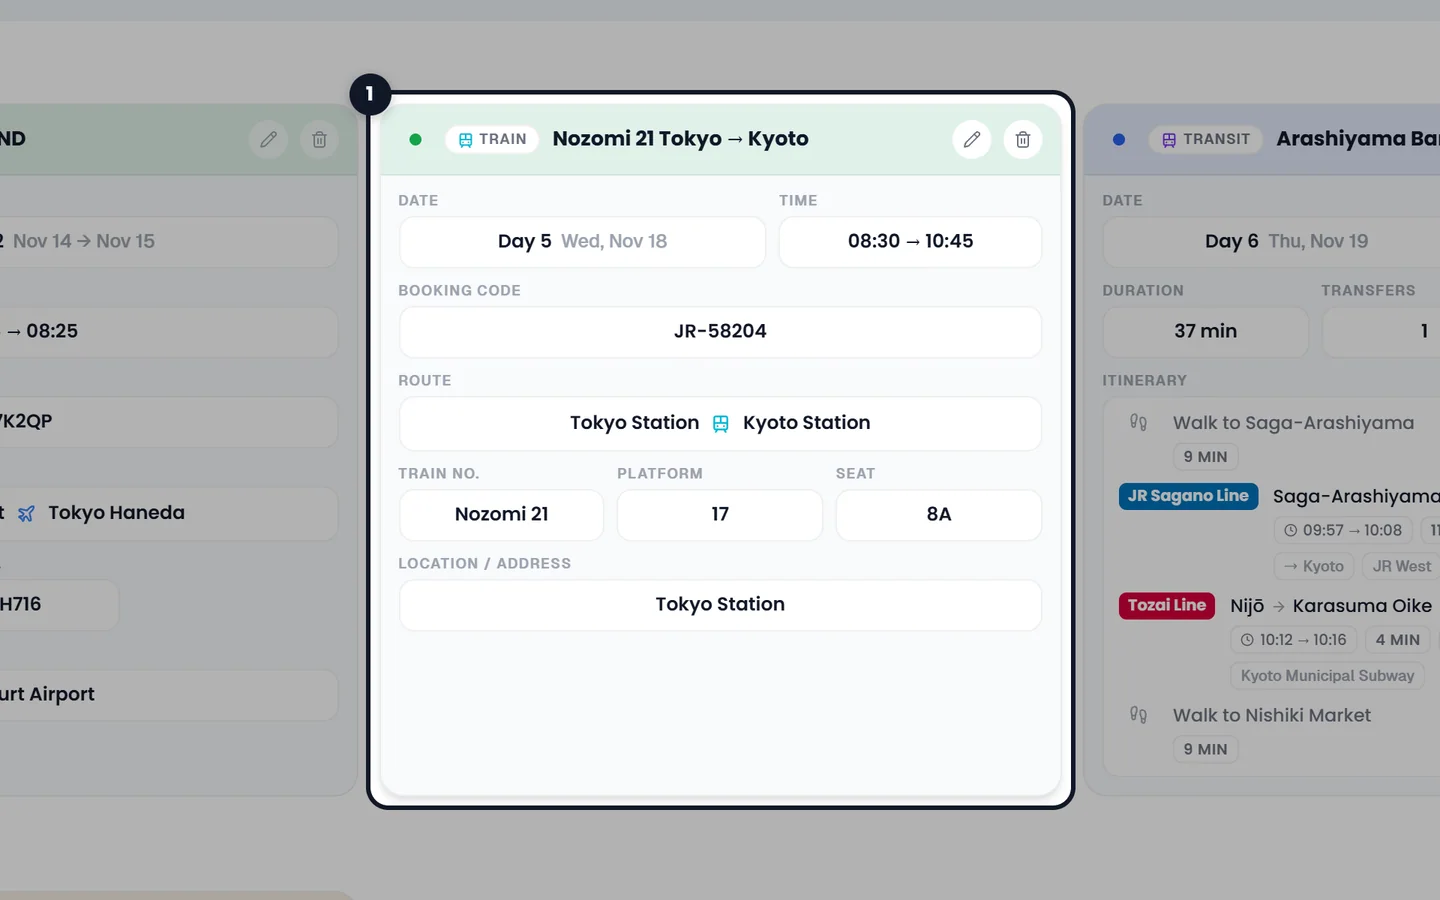 1
ND
Nov 14 → Nov 15
→ 08:25
K2QP
Tokyo Haneda
H716
urt Airport
TRAIN Nozomi 21 Tokyo → Kyoto
DATE TIME
Day 5 Wed, Nov 18 08:30 → 10:45
BOOKING CODE
JR-58204
ROUTE
Tokyo Station Kyoto Station
TRAIN NO. PLATFORM SEAT
Nozomi 21 17 8A
LOCATION / ADDRESS
Tokyo Station
TRANSIT Arashiyama Ba
DATE
Day 6 Thu, Nov 19
DURATION TRANSFERS
37 min 1
ITINERARY
Walk to Saga-Arashiyama
9 MIN
JR Sagano Line Saga-Arashiyama
09:57 → 10:08 11
→ Kyoto JR West
Tozai Line Nijō → Karasuma Oike
10:12 → 10:16 4 MIN
Kyoto Municipal Subway
Walk to Nishiki Market
9 MIN